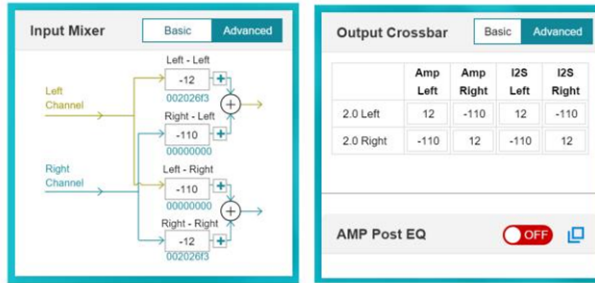 Input Mixer
Basic
Advanced
Left - Left
-12
002026f3
Left
Channel
Right - Left
-110
00000000
Right
Channel
Left - Right
-110
00000000
Right - Right
-12
002026f3
Output Crossbar
Basic
Advanced
Amp Left
Amp Right
I2S Left
I2S Right
2.0 Left 12 -110 12 -110
2.0 Right -110 12 -110 12
AMP Post EQ
OFF